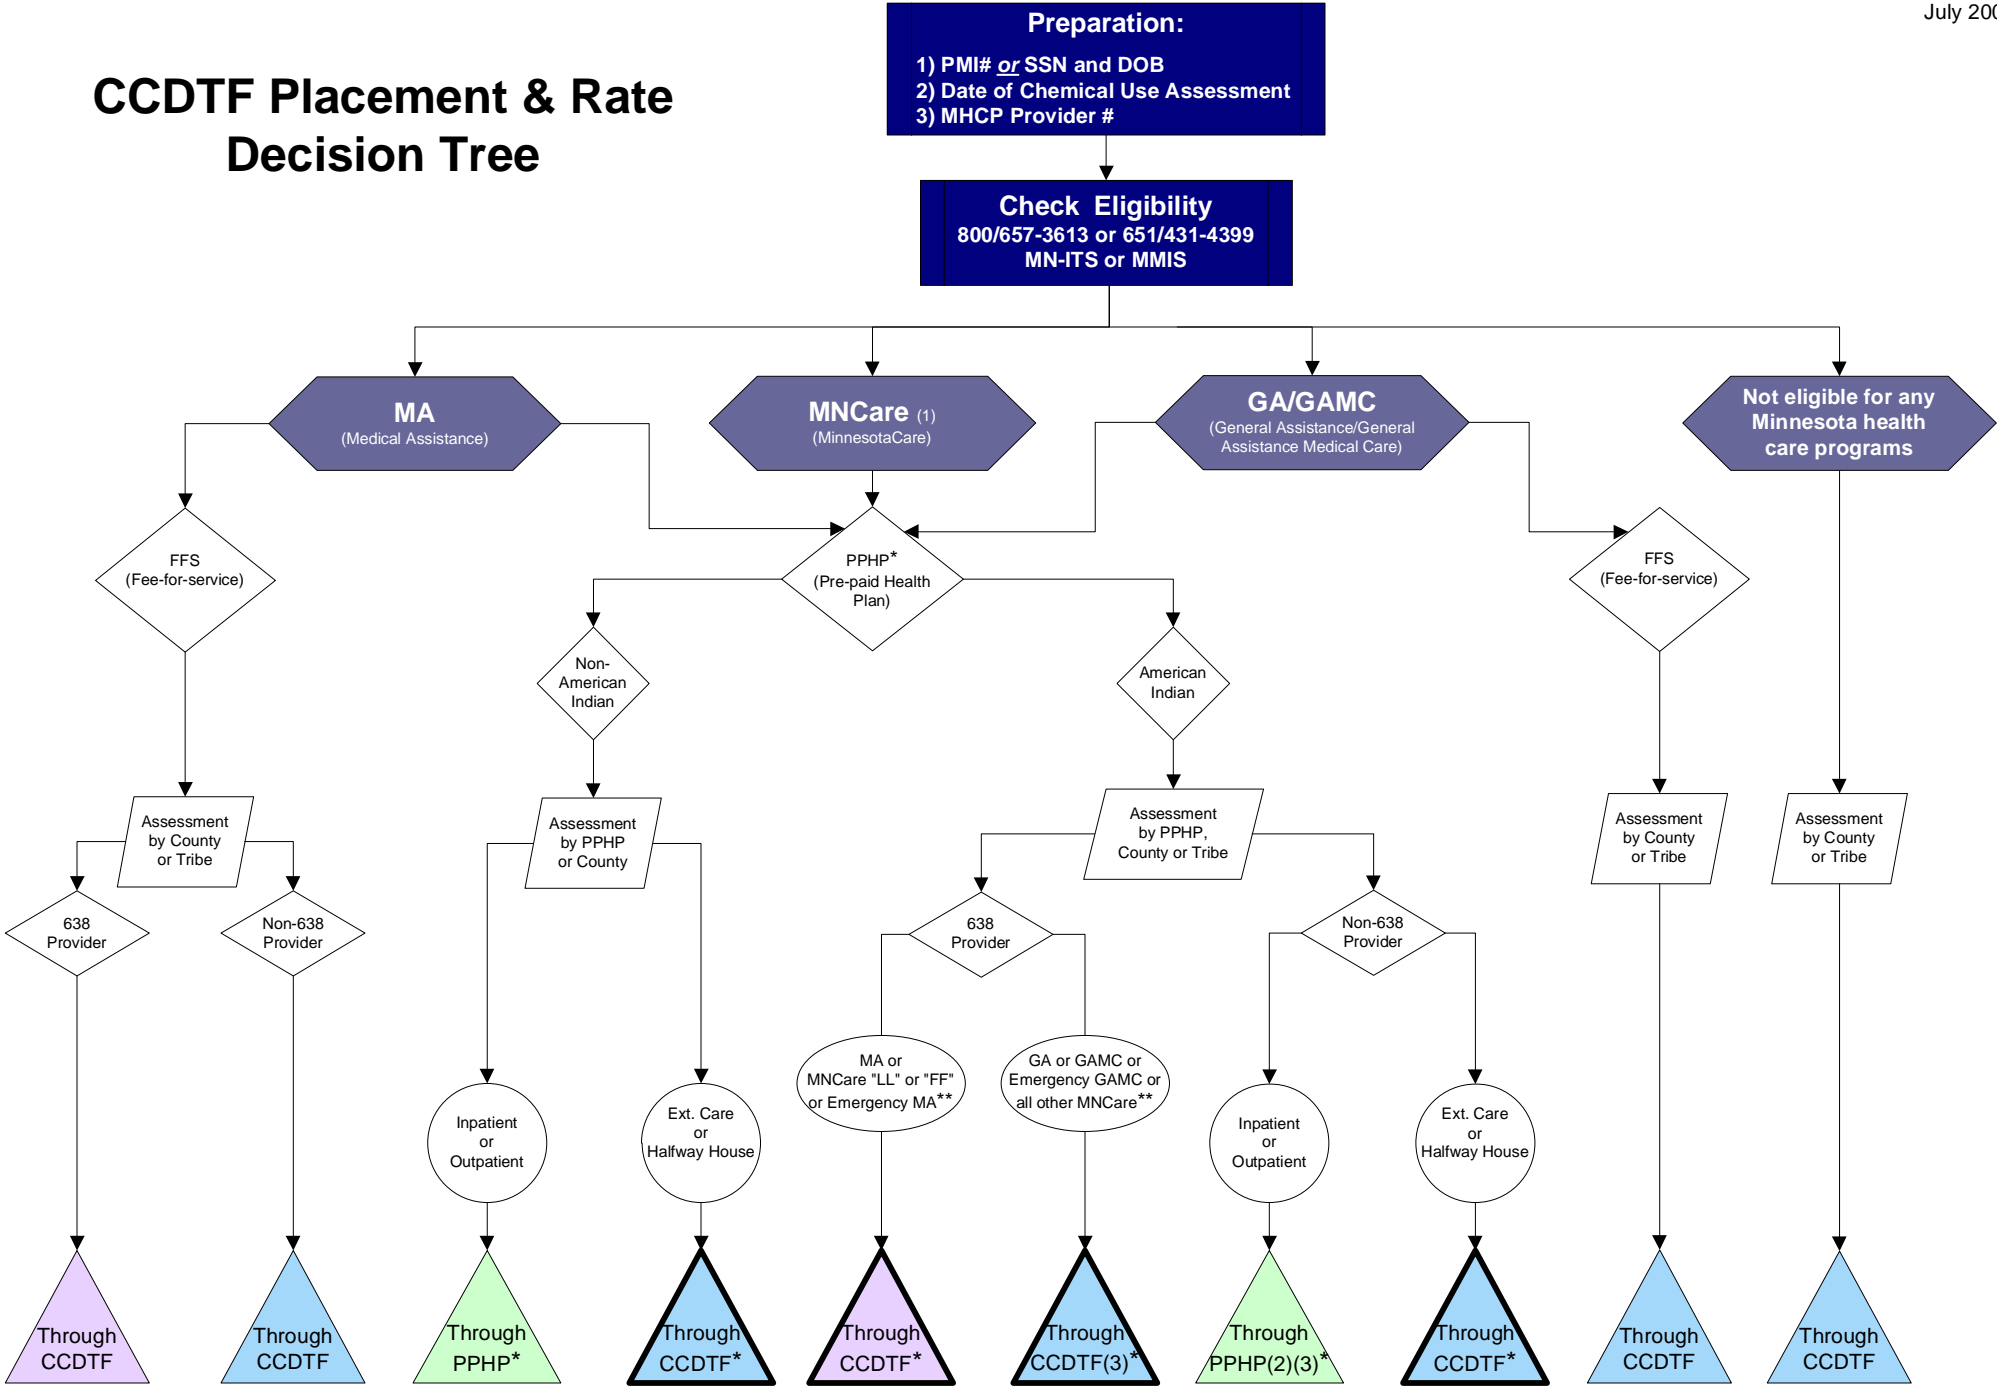 July 200
CCDTF Placement & Rate
Decision Tree
Preparation:
1) PMI# or SSN and DOB
2) Date of Chemical Use Assessment
3) MHCP Provider #
Check Eligibility
800/657-3613 or 651/431-4399
MN-ITS or MMIS
MA
(Medical Assistance)
MNCare (1)
(MinnesotaCare)
GA/GAMC
(General Assistance/General
Assistance Medical Care)
Not eligible for any
Minnesota health
care programs
FFS
(Fee-for-service)
PPHP*
(Pre-paid Health
Plan)
FFS
(Fee-for-service)
Non-
American
Indian
American
Indian
Assessment
by County
or Tribe
Assessment
by PPHP
or County
Assessment
by PPHP,
County or Tribe
Assessment
by County
or Tribe
Assessment
by County
or Tribe
638
Provider
Non-638
Provider
638
Provider
Non-638
Provider
Inpatient
or
Outpatient
Ext. Care
or
Halfway House
MA or
MNCare "LL" or "FF"
or Emergency MA**
GA or GAMC or
Emergency GAMC or
all other MNCare**
Inpatient
or
Outpatient
Ext. Care
or
Halfway House
Through
CCDTF
Through
CCDTF
Through
PPHP*
Through
CCDTF*
Through
CCDTF*
Through
CCDTF(3)*
Through
PPHP(2)(3)*
Through
CCDTF*
Through
CCDTF
Through
CCDTF